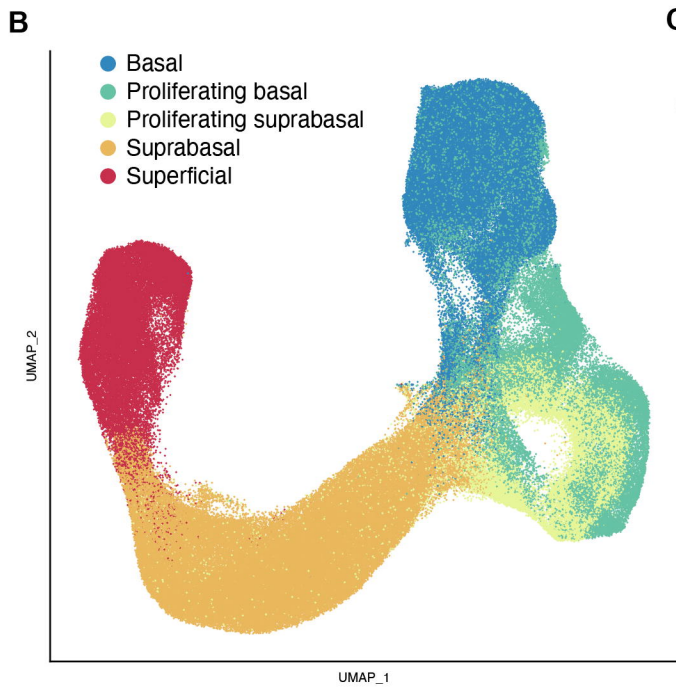 B
Basal
Proliferating basal
Proliferating suprabasal
Suprabasal
Superficial
UMAP_2
UMAP_1